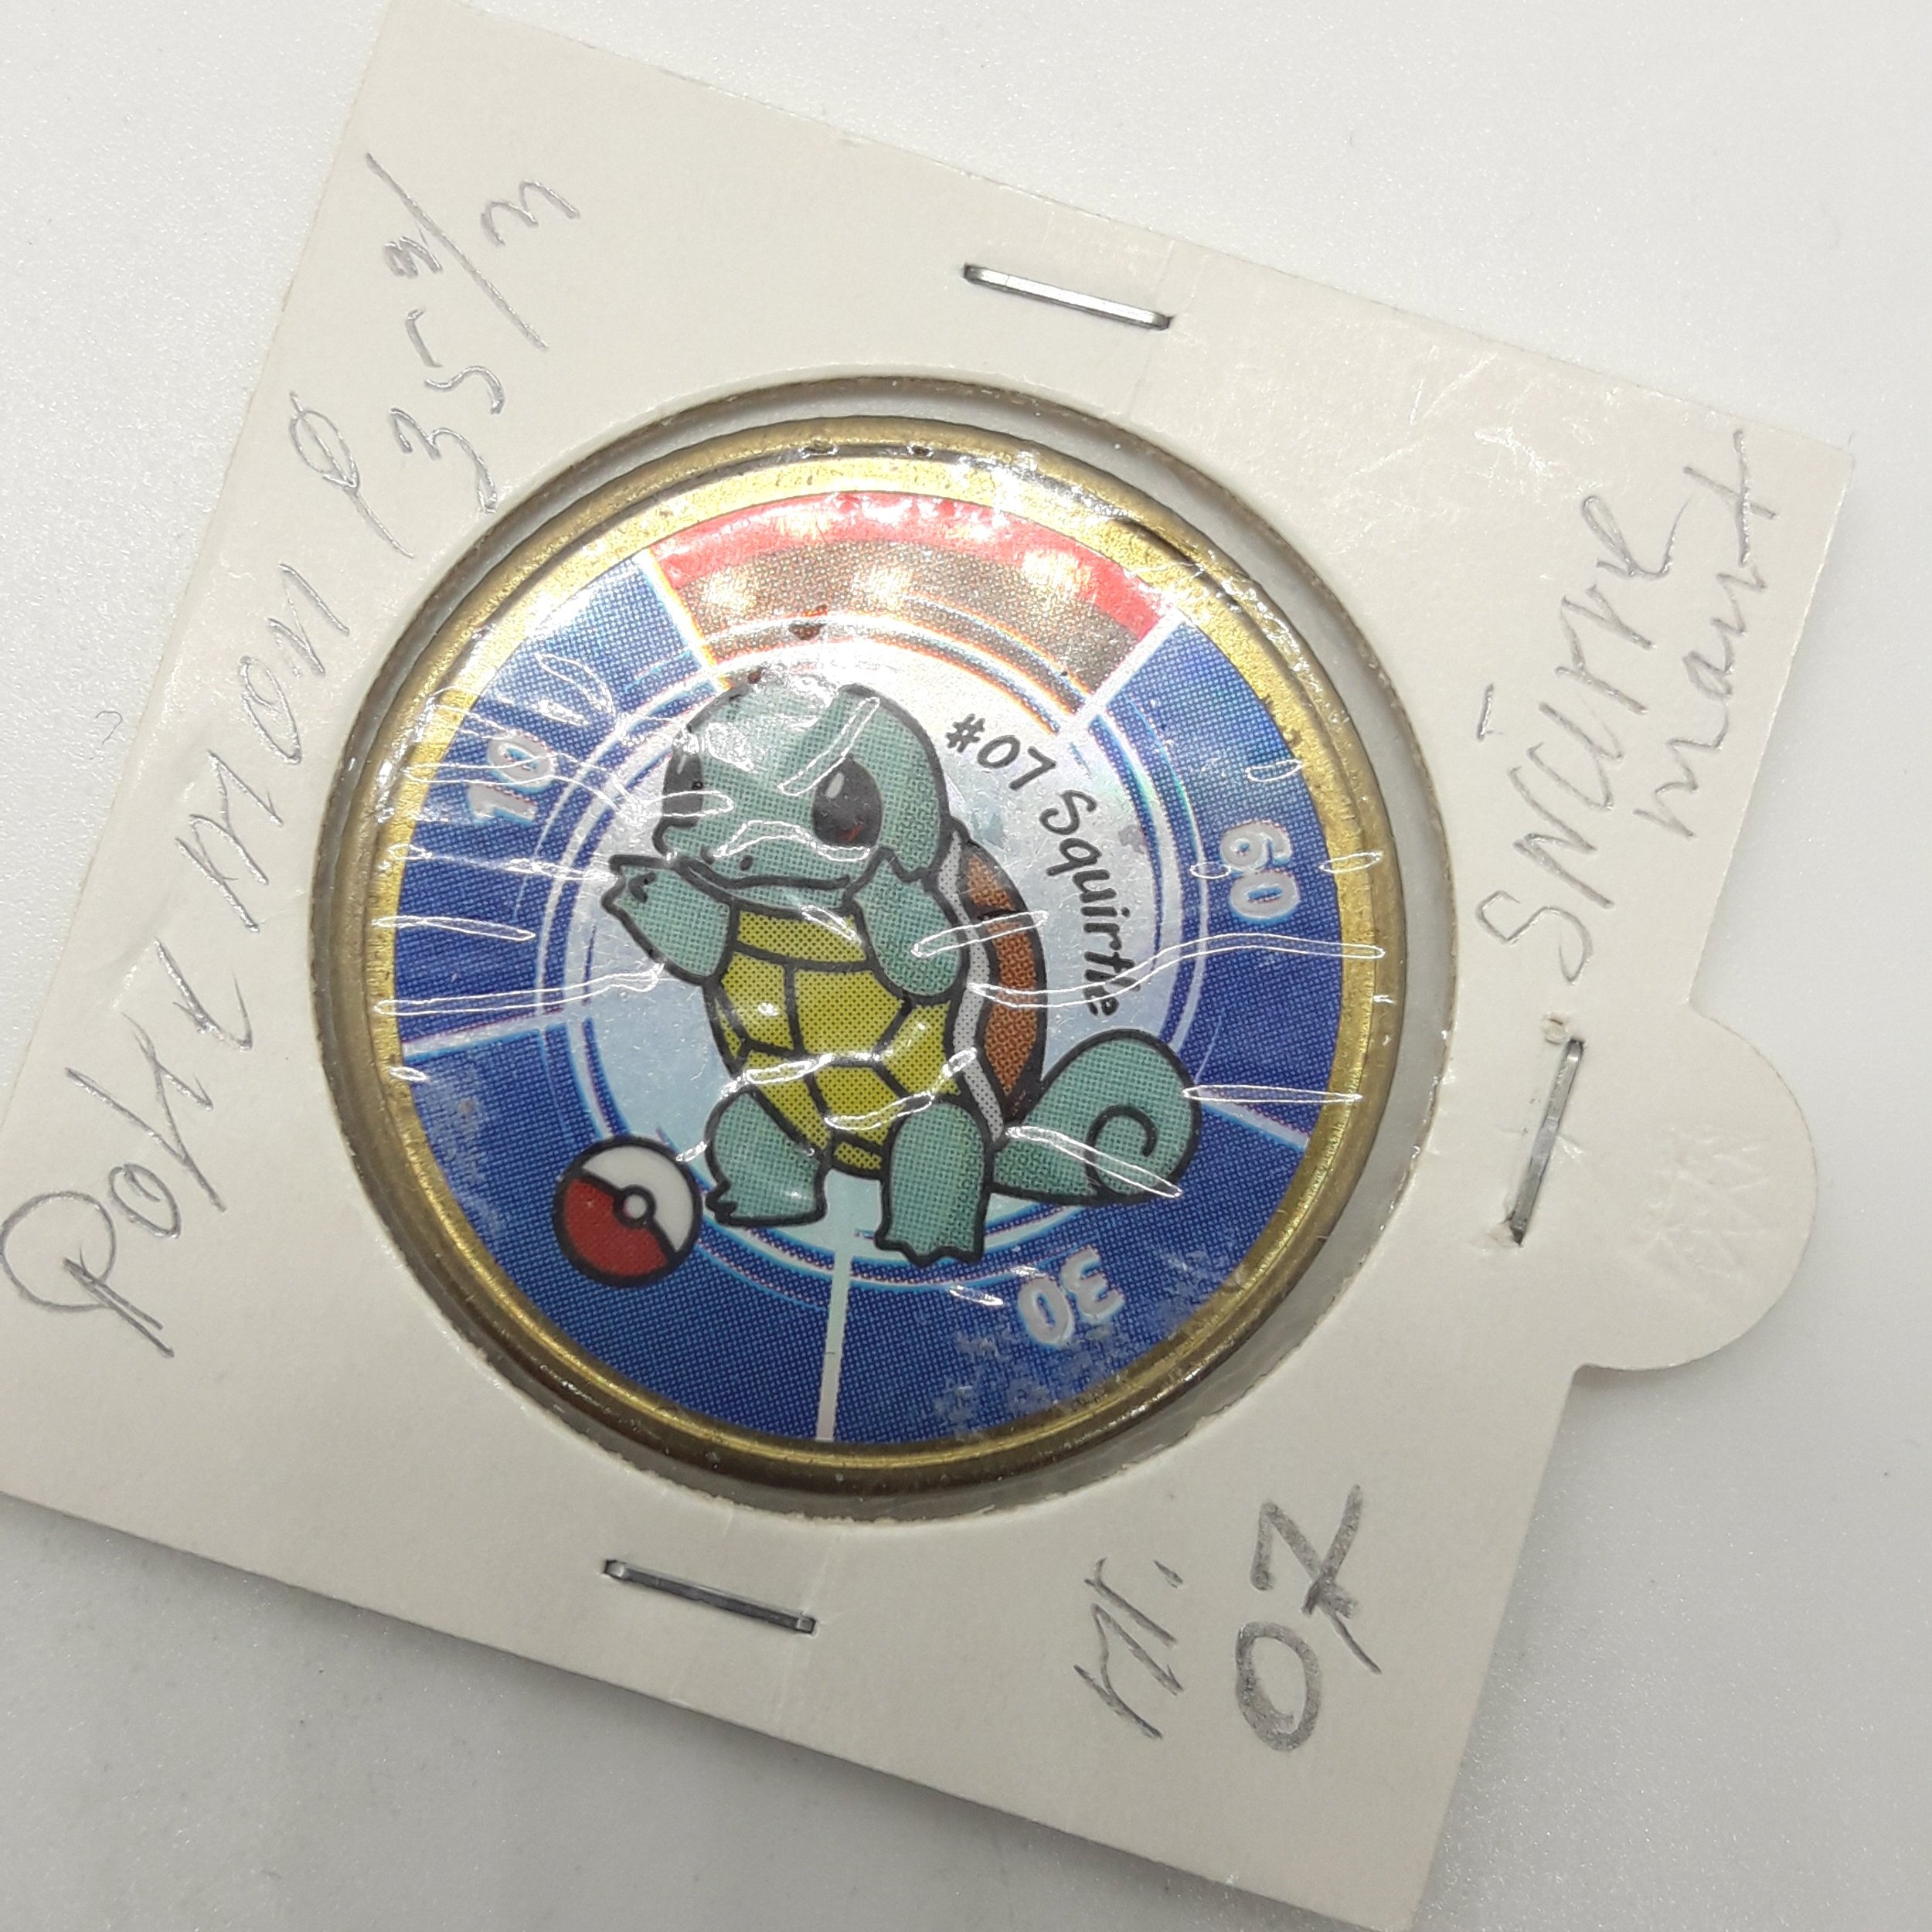 Pokemon Ø
35 m/m
#07 Squirtle
10
60
30
Nr.
07